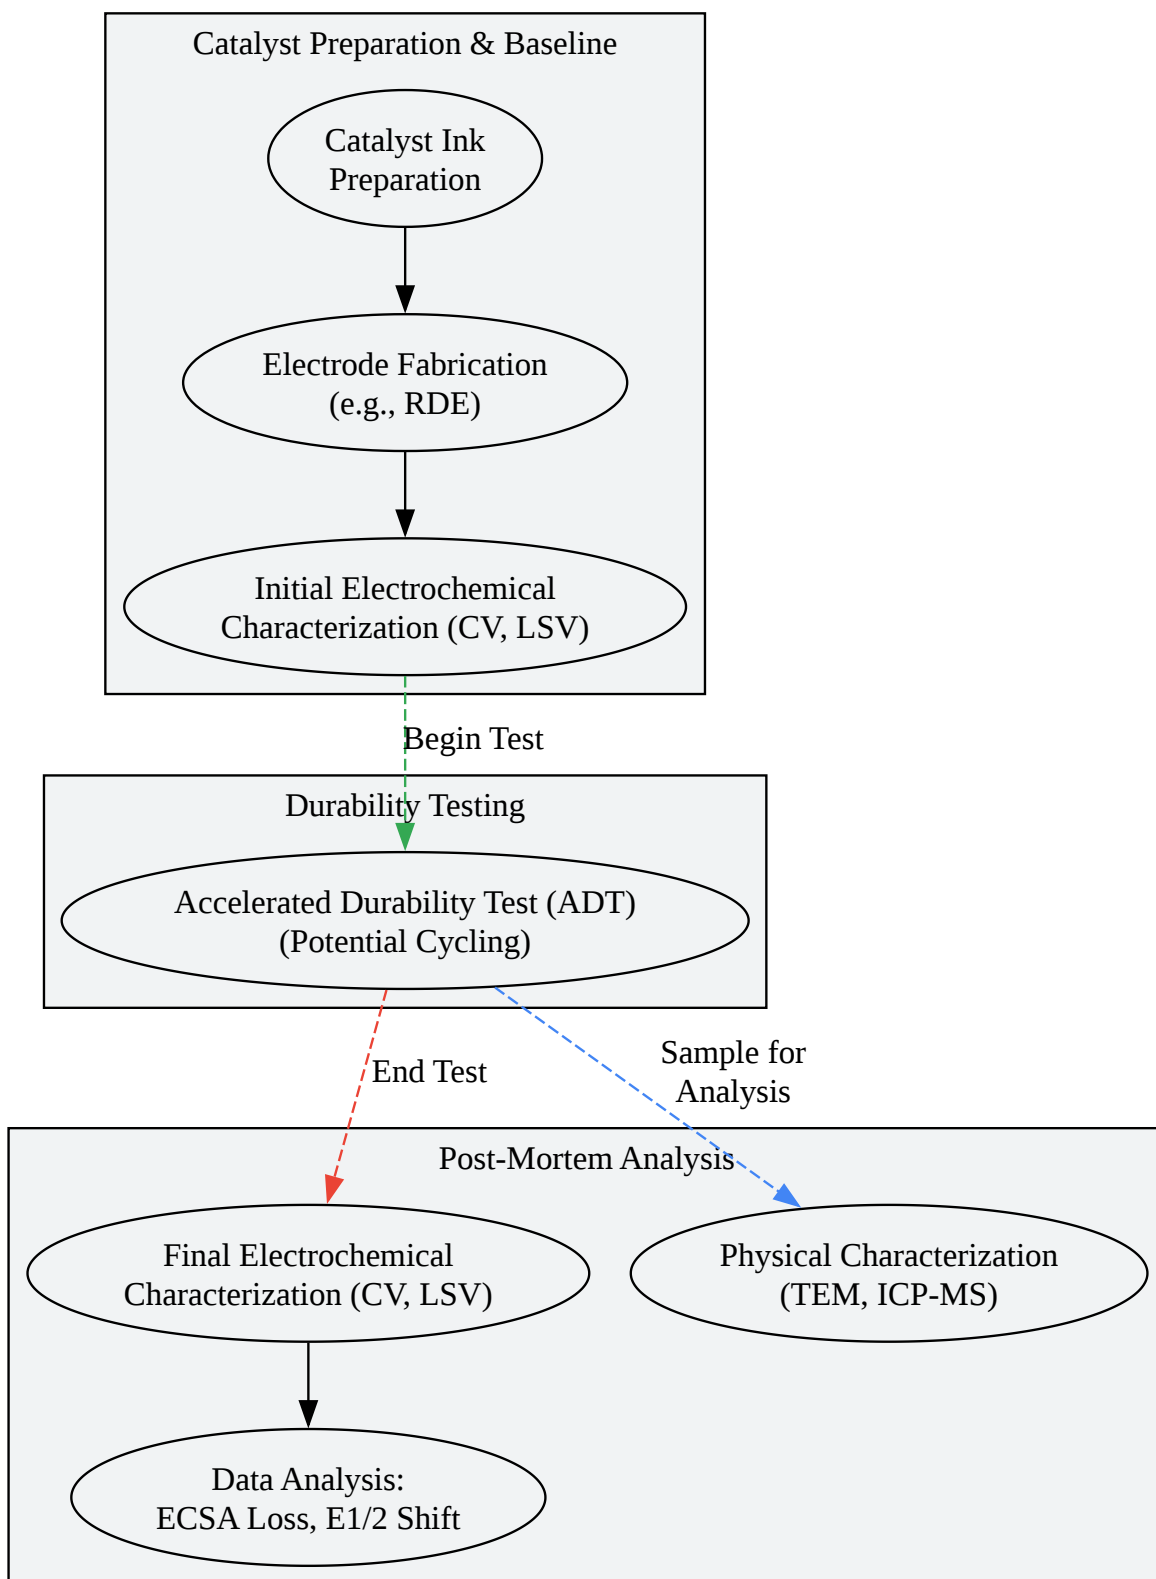 Catalyst Preparation & Baseline
Catalyst Ink
Preparation
Electrode Fabrication
(e.g., RDE)
Initial Electrochemical
Characterization (CV, LSV)
Begin Test
Durability Testing
Accelerated Durability Test (ADT)
(Potential Cycling)
End Test
Sample for
Analysis
Post-Mortem Analysis
Final Electrochemical
Characterization (CV, LSV)
Physical Characterization
(TEM, ICP-MS)
Data Analysis:
ECSA Loss, E1/2 Shift